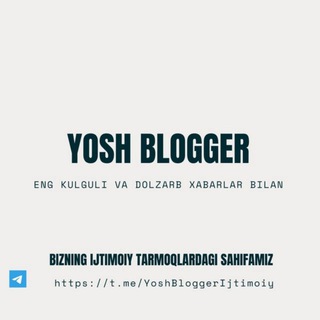 YOSH BLOGGER
ENG KULGULI VA DOLZARB XABARLAR BILAN
BIZNING IJTIMOIY TARMOQLARDAGI SAHIFAMIZ
https://t.me/YoshBloggerIjtimoiy